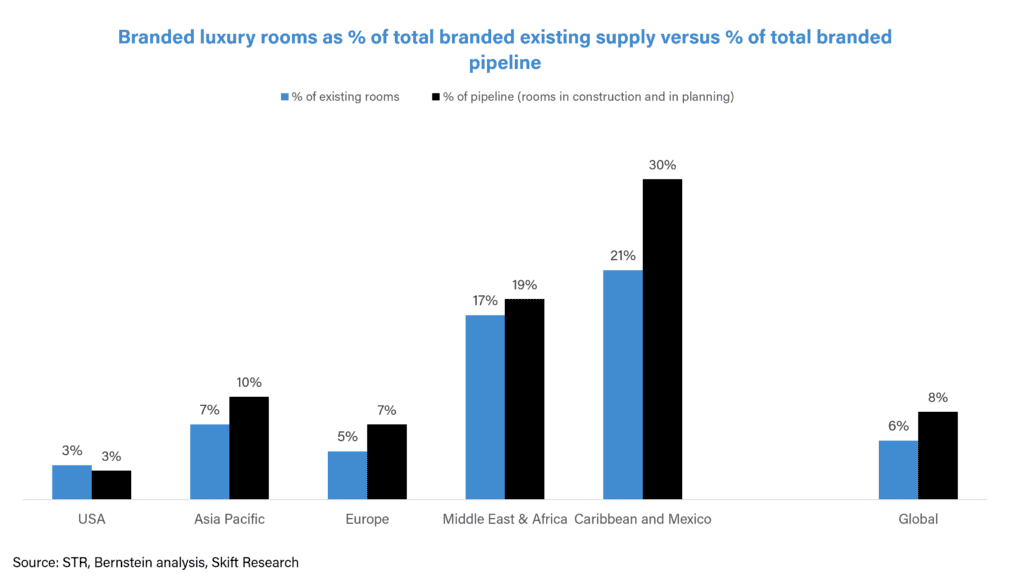 Branded luxury rooms as % of total branded existing supply versus % of total branded
pipeline
% of existing rooms % of pipeline (rooms in construction and in planning)
30%
21%
19%
17%
10%
8%
7%
7%
6%
5%
3%
3%
USA Asia Pacific Europe Middle East & Africa Caribbean and Mexico Global
Source: STR, Bernstein analysis, Skift Research